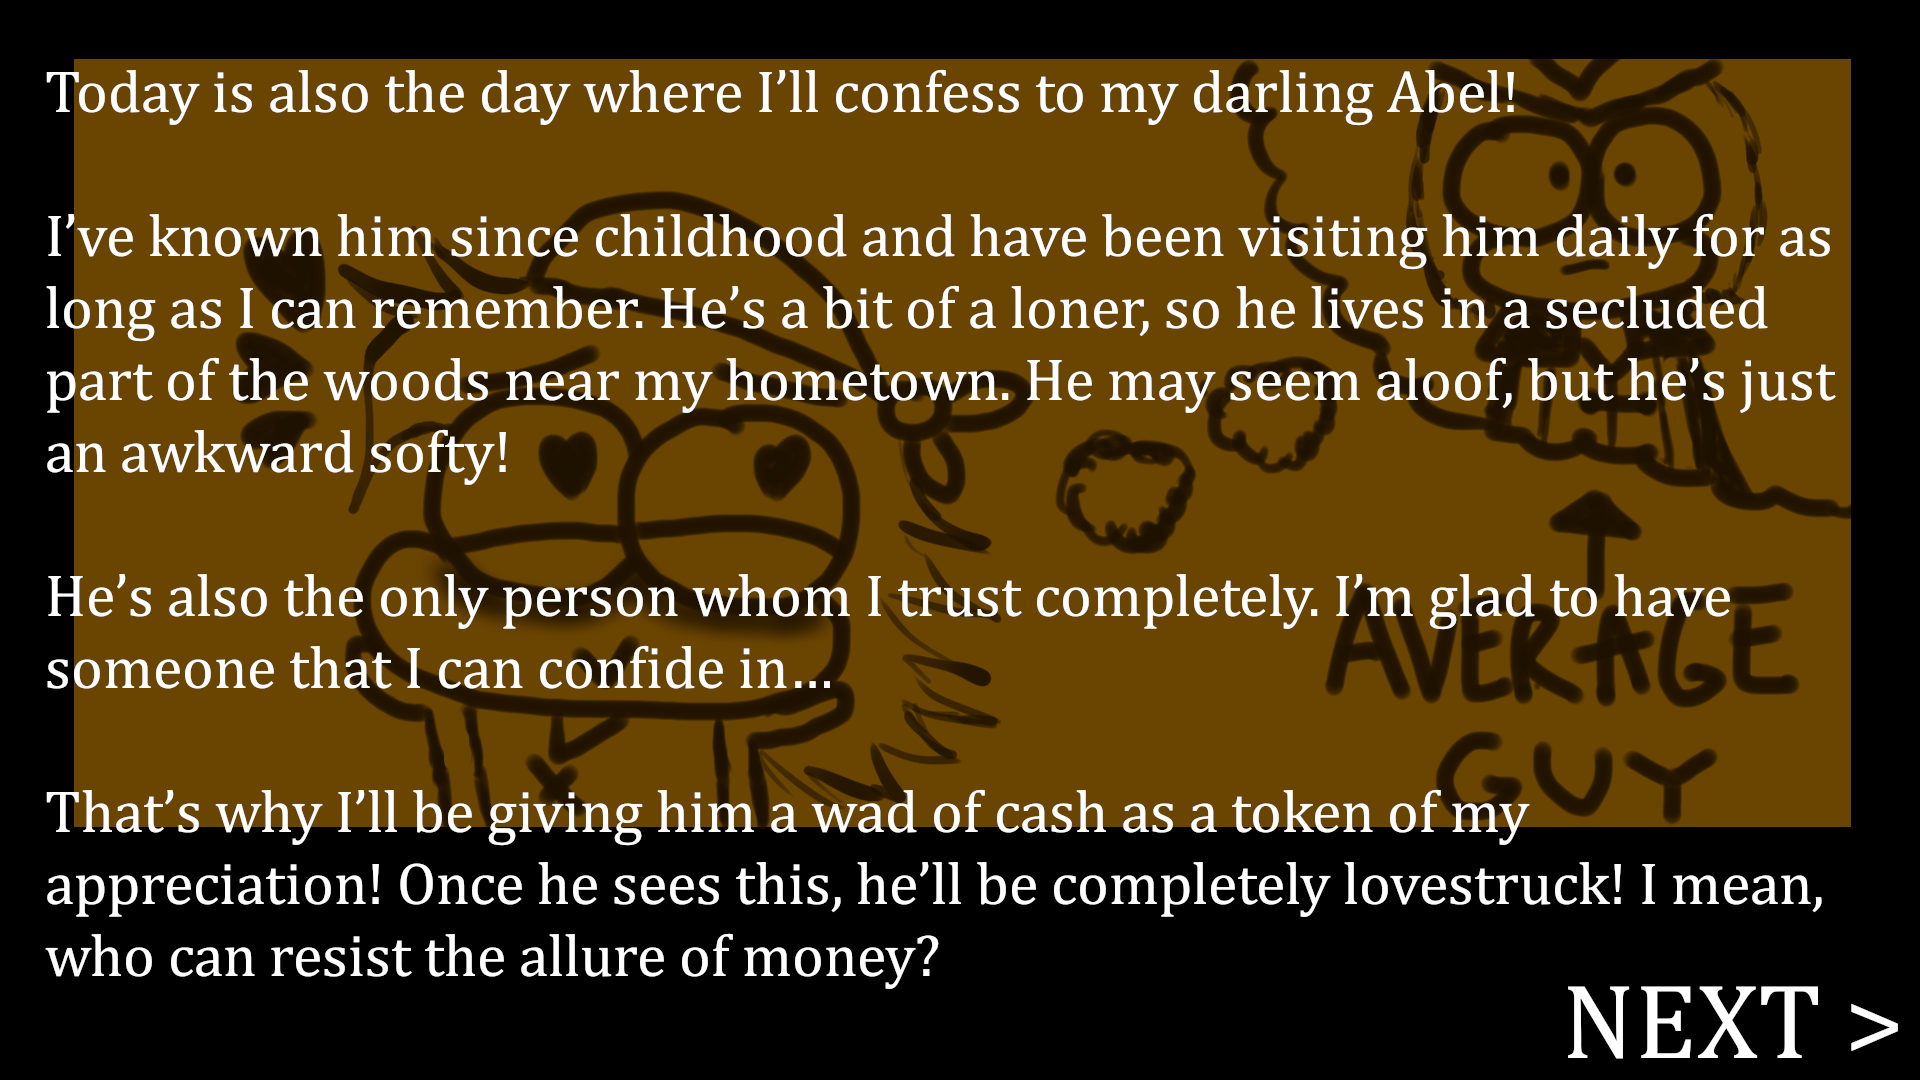 Today is also the day where I’ll confess to my darling Abel!
I’ve known him since childhood and have been visiting him daily for as
long as I can remember. He’s a bit of a loner, so he lives in a secluded
part of the woods near my hometown. He may seem aloof, but he’s just
an awkward softy!
He’s also the only person whom I trust completely. I’m glad to have
someone that I can confide in...
That’s why I’ll be giving him a wad of cash as a token of my
appreciation! Once he sees this, he’ll be completely lovestruck! I mean,
who can resist the allure of money?
AVERAGE
GUY
NEXT >